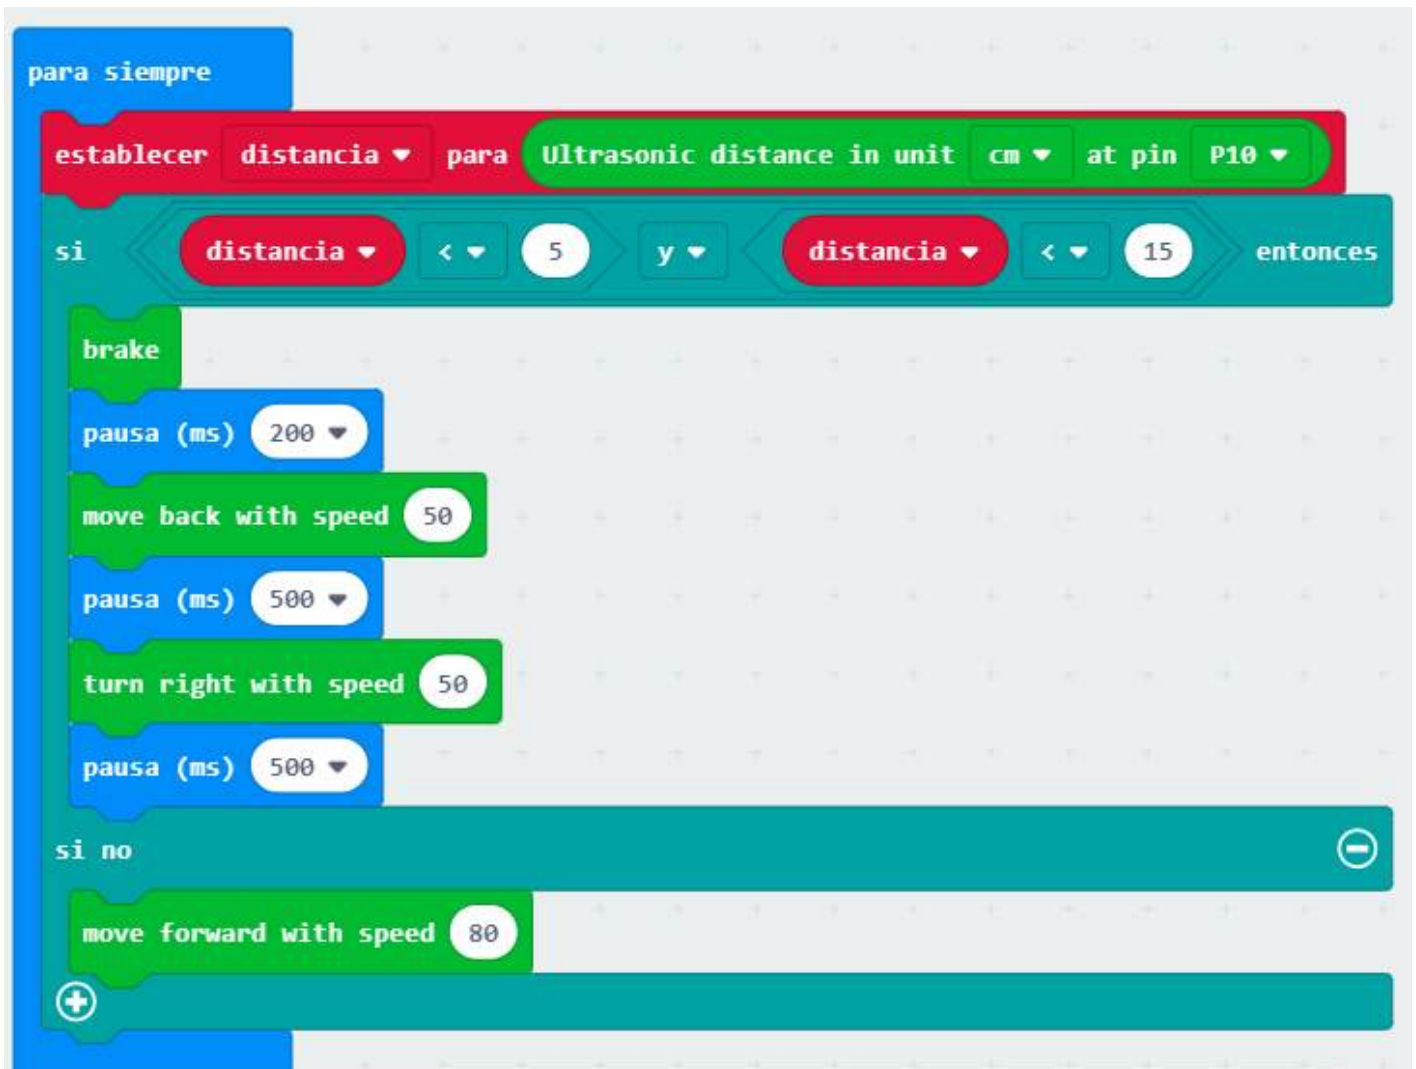 para siempre
establecer distancia para Ultrasonic distance in unit cm at pin P10
si distancia < 5 y distancia < 15 entonces
brake
pausa (ms) 200
move back with speed 50
pausa (ms) 500
turn right with speed 50
pausa (ms) 500
si no
move forward with speed 80